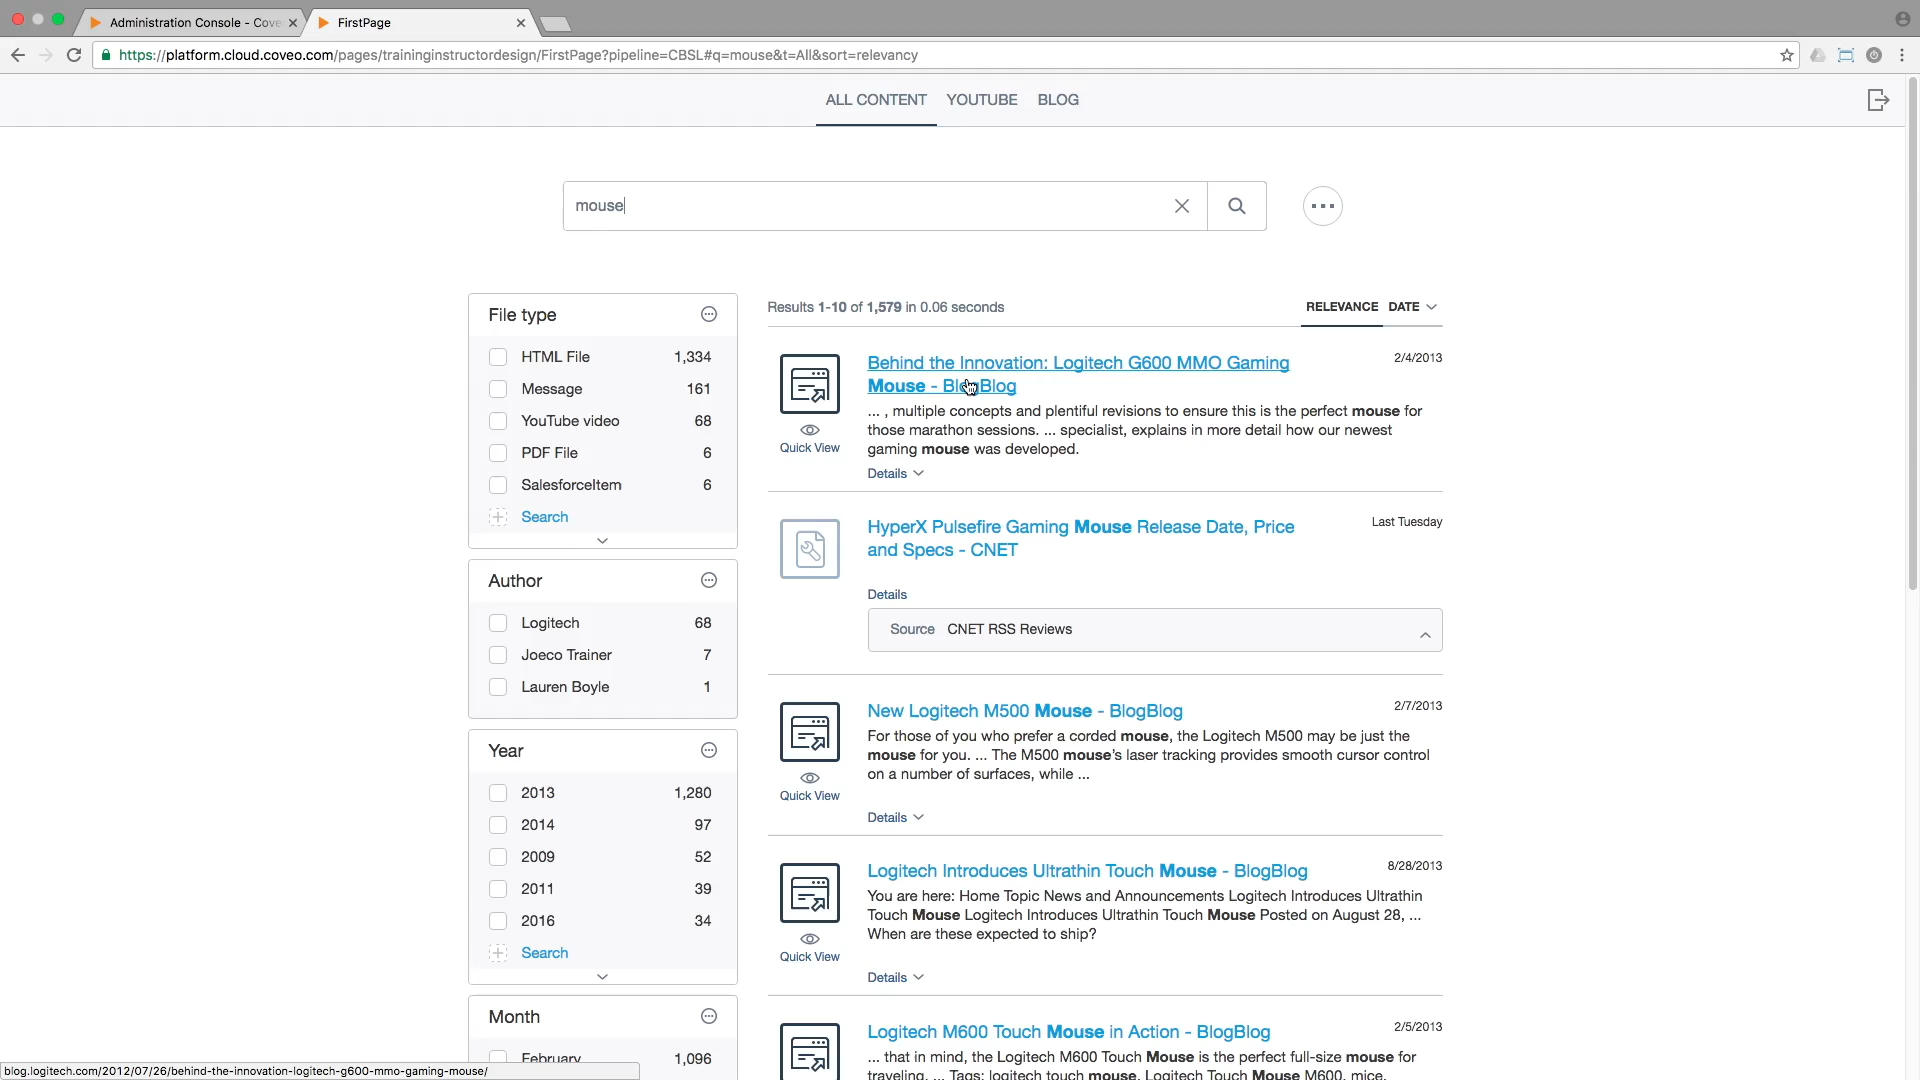 Administration Console - Cove
FirstPage
https://platform.cloud.coveo.com/pages/traininginstructordesign/FirstPage?pipeline=CBSL#q=mouse&t=All&sort=relevancy
ALL CONTENT YOUTUBE BLOG
mouse
File type
HTML File 1,334
Message 161
YouTube video 68
PDF File 6
SalesforceItem 6
Search
Author
Logitech 68
Joeco Trainer 7
Lauren Boyle 1
Year
2013 1,280
2014 97
2009 52
2011 39
2016 34
Search
Month
February 1,096
Results 1-10 of 1,579 in 0.06 seconds
RELEVANCE DATE
Behind the Innovation: Logitech G600 MMO Gaming
Mouse - BlogBlog
2/4/2013
... , multiple concepts and plentiful revisions to ensure this is the perfect mouse for
those marathon sessions. ... specialist, explains in more detail how our newest
gaming mouse was developed.
Quick View
Details
HyperX Pulsefire Gaming Mouse Release Date, Price
and Specs - CNET
Last Tuesday
Details
Source CNET RSS Reviews
New Logitech M500 Mouse - BlogBlog
2/7/2013
For those of you who prefer a corded mouse, the Logitech M500 may be just the
mouse for you. ... The M500 mouse's laser tracking provides smooth cursor control
on a number of surfaces, while ...
Quick View
Details
Logitech Introduces Ultrathin Touch Mouse - BlogBlog
8/28/2013
You are here: Home Topic News and Announcements Logitech Introduces Ultrathin
Touch Mouse Logitech Introduces Ultrathin Touch Mouse Posted on August 28, ...
When are these expected to ship?
Quick View
Details
Logitech M600 Touch Mouse in Action - BlogBlog
2/5/2013
... that in mind, the Logitech M600 Touch Mouse is the perfect full-size mouse for
traveling. ... Tags: logitech touch mouse, Logitech Touch Mouse M600, mice,
blog.logitech.com/2012/07/26/behind-the-innovation-logitech-g600-mmo-gaming-mouse/